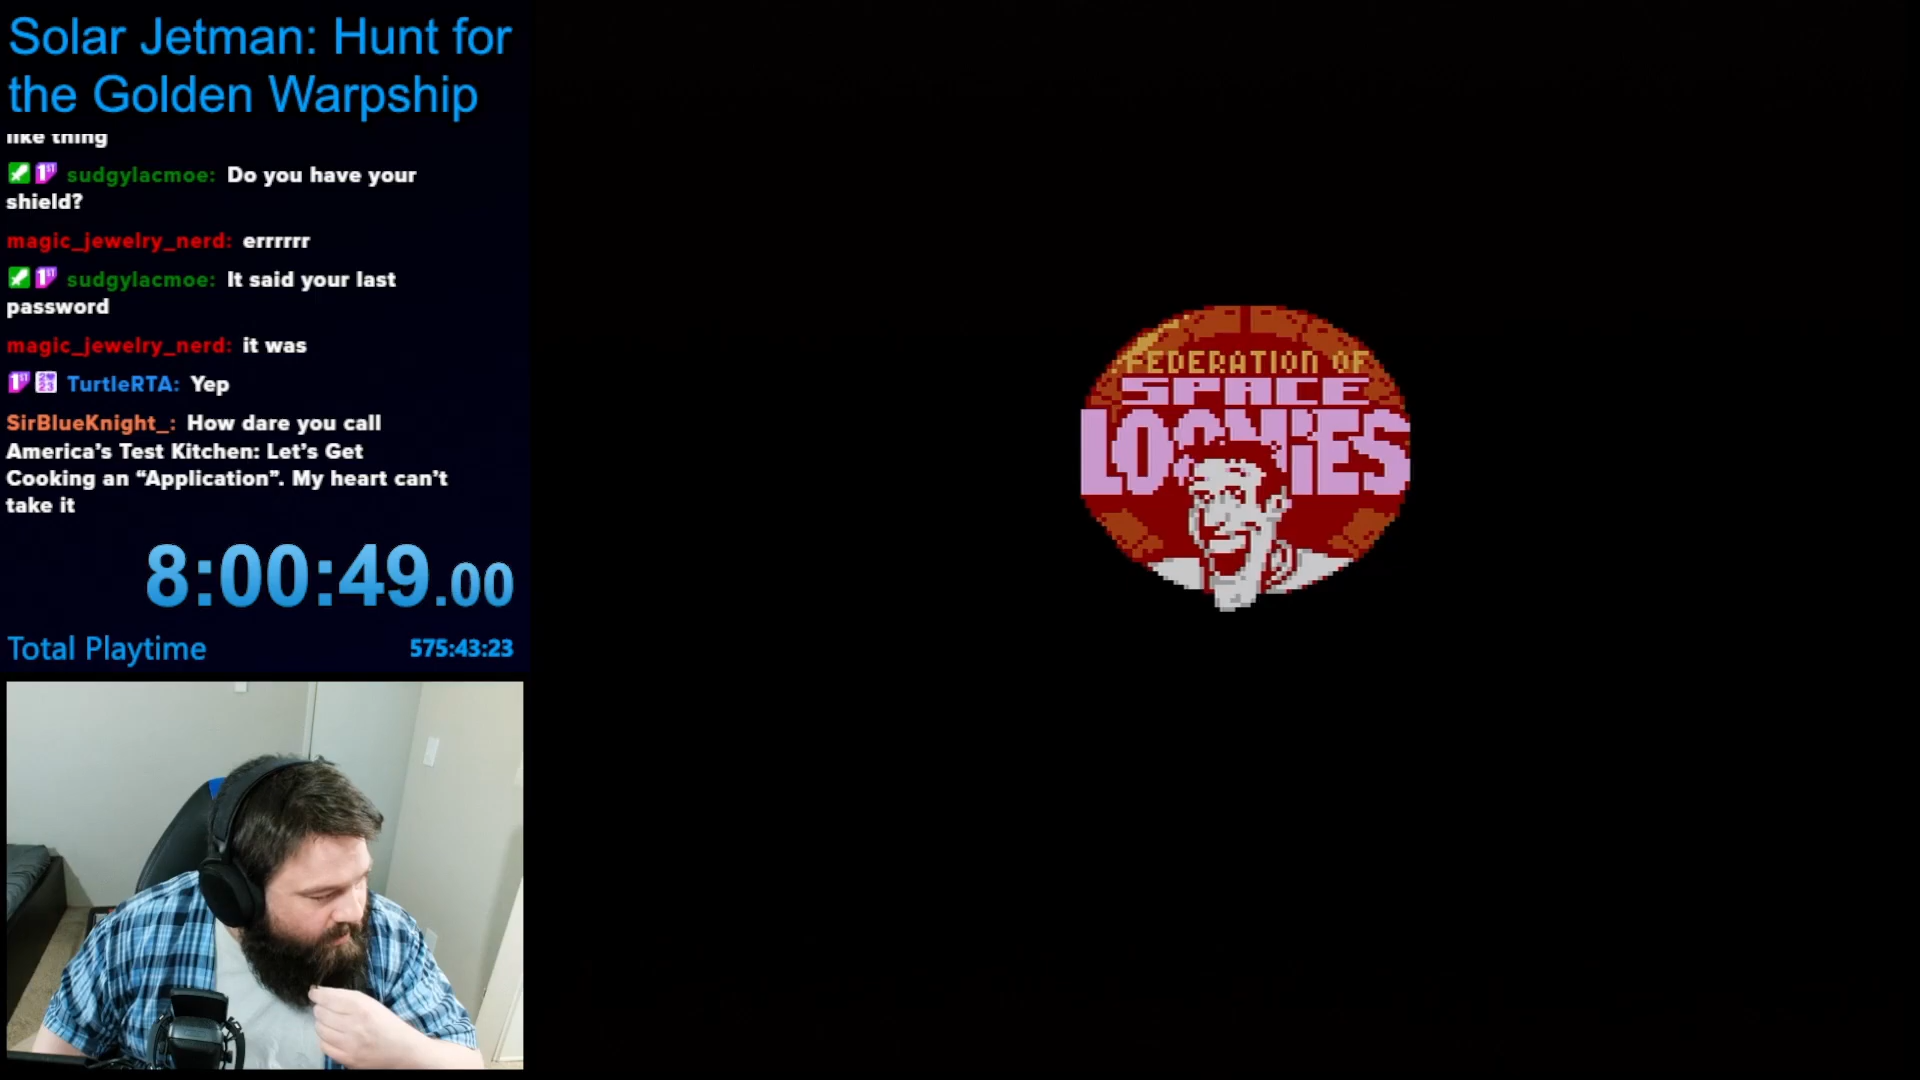 Solar Jetman: Hunt for
the Golden Warpship
like thing
sudgylacmoe: Do you have your
shield?
magic_jewelry_nerd: errrrrr
sudgylacmoe: It said your last
password
magic_jewelry_nerd: it was
TurtleRTA: Yep
SirBlueKnight_: How dare you call
America's Test Kitchen: Let's Get
Cooking an “Application”. My heart can't
take it
8:00:49.00
Total Playtime 575:43:23
FEDERATION OF
SPACE
LOONIES